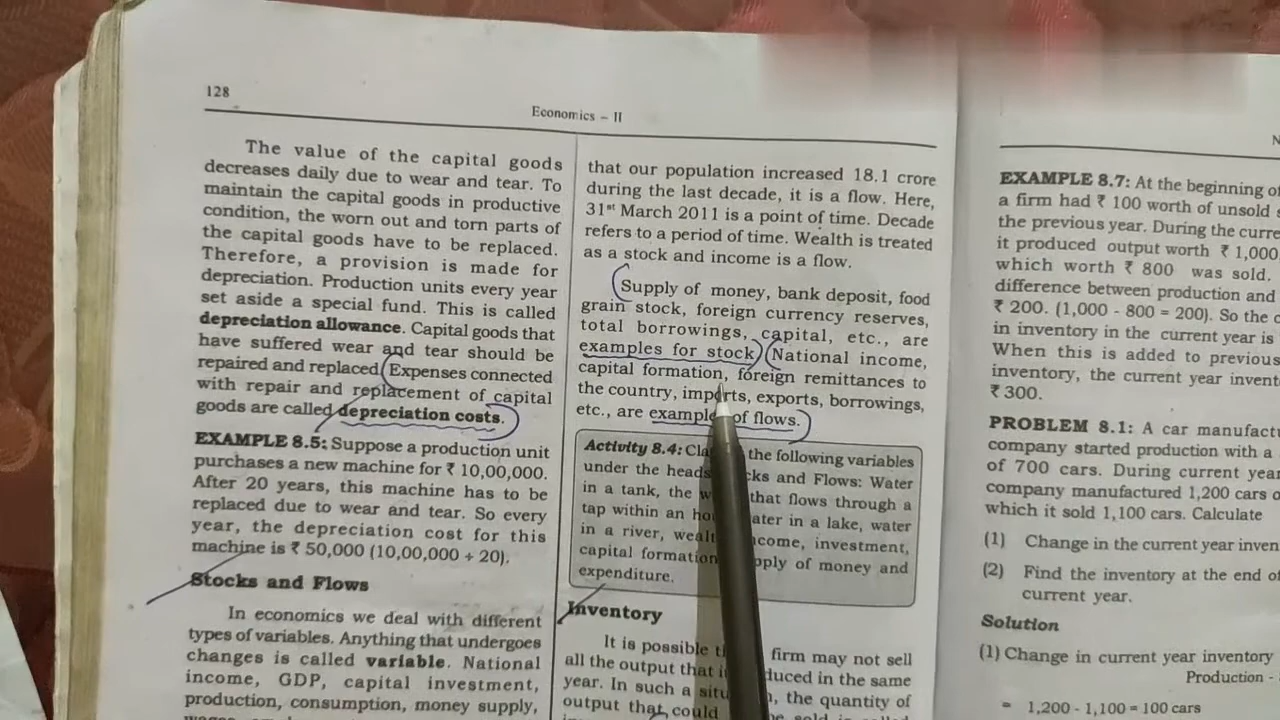 128
Economics – II
The value of the capital goods
decreases daily due to wear and tear. To
maintain the capital goods in productive
condition, the worn out and torn parts of
the capital goods have to be replaced.
Therefore, a provision is made for
depreciation. Production units every year
set aside a special fund. This is called
depreciation allowance. Capital goods that
have suffered wear and tear should be
repaired and replaced. Expenses connected
with repair and replacement of capital
goods are called depreciation costs.
EXAMPLE 8.5: Suppose a production unit
purchases a new machine for ₹ 10,00,000.
After 20 years, this machine has to be
replaced due to wear and tear. So every
year, the depreciation cost for this
machine is ₹ 50,000 (10,00,000 ÷ 20).
Stocks and Flows
In economics we deal with different
types of variables. Anything that undergoes
changes is called variable. National
income, GDP, capital investment,
production, consumption, money supply,
that our population increased 18.1 crore
during the last decade, it is a flow. Here,
31st March 2011 is a point of time. Decade
refers to a period of time. Wealth is treated
as a stock and income is a flow.
Supply of money, bank deposit, food
grain stock, foreign currency reserves,
total borrowings, capital, etc., are
examples for stock. National income,
capital formation, foreign remittances to
the country, imports, exports, borrowings,
etc., are example of flows.
Activity 8.4: the following variables
under the heads and Flows: Water
in a tank, the that flows through a
tap within an water in a lake, water
in a river, income, investment,
capital formation supply of money and
expenditure.
Inventory
It is possible firm may not sell
all the output that in the same
year. In such a the quantity of
output that could
EXAMPLE 8.7: At the beginning of
a firm had ₹ 100 worth of unsold
the previous year. During the
it produced output worth ₹ 1,000
which worth ₹ 800 was sold.
difference between production and
₹ 200. (1,000 - 800 = 200). So the
in inventory in the current year is
When this is added to previous
inventory, the current year
₹ 300.
PROBLEM 8.1: A car
company started production with a
of 700 cars. During current year
company manufactured 1,200 cars
which it sold 1,100 cars. Calculate
(1) Change in the current year
(2) Find the inventory at the end of
current year.
Solution
(1) Change in current year inventory
Production -
= 1,200 - 1,100 = 100 cars